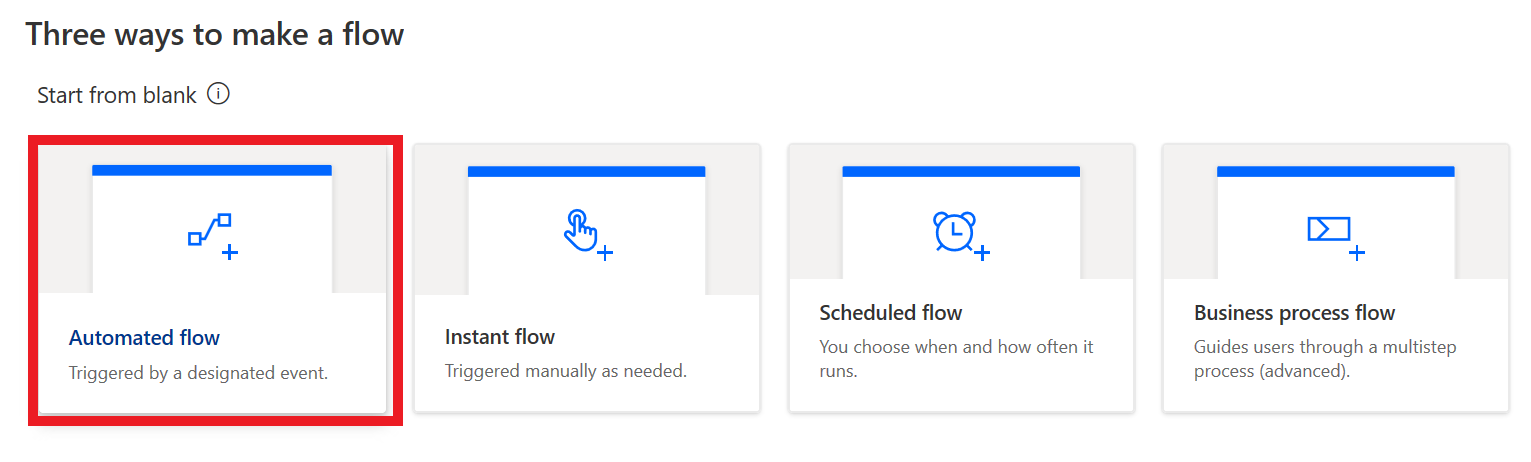 Three ways to make a flow
Start from blank
Automated flow
Triggered by a designated event.
Instant flow
Triggered manually as needed.
Scheduled flow
You choose when and how often it
runs.
Business process flow
Guides users through a multistep
process (advanced).